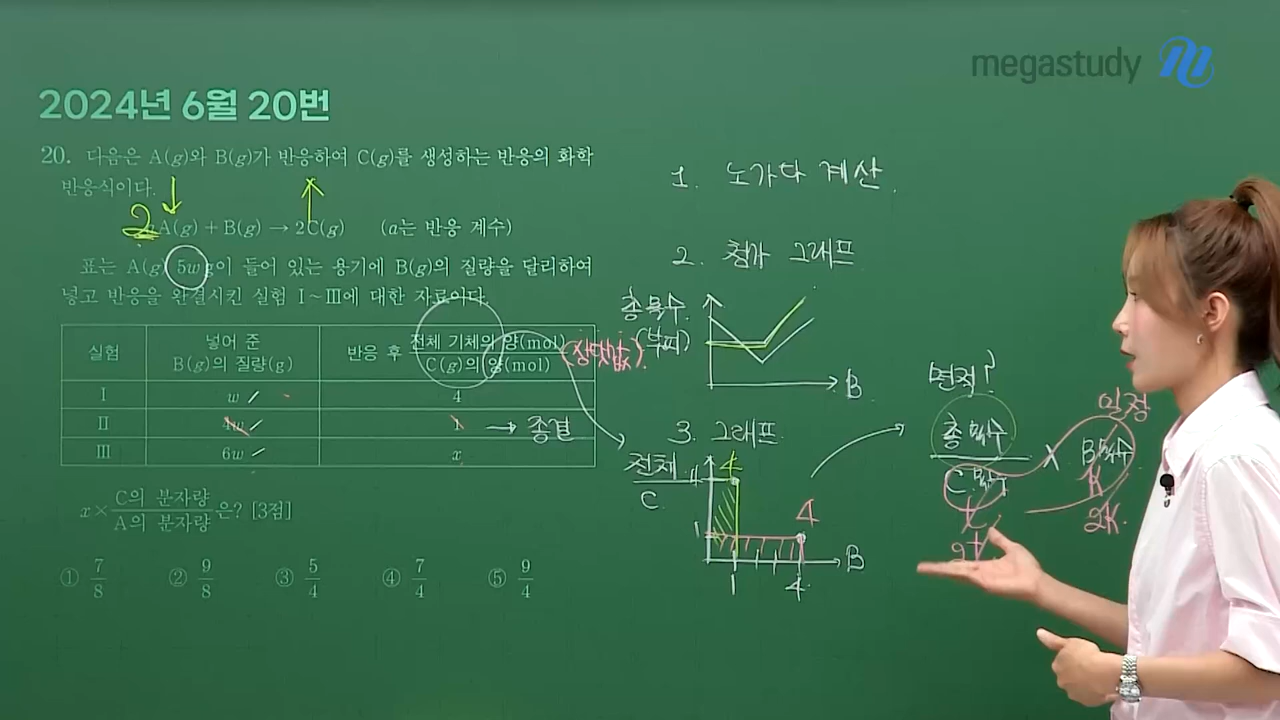 megastudy
2024년 6월 20번
20. 다음은 A(g)와 B(g)가 반응하여 C(g)를 생성하는 반응의 화학
반응식이다.
2A(g) + B(g) → 2C(g) (a는 반응 계수)
표는 A(g) 5w g이 들어 있는 용기에 B(g)의 질량을 달리하여
넣고 반응을 완결시킨 실험 Ⅰ~Ⅲ에 대한 자료이다.
실험 넣어 준 B(g)의 질량(g) 반응 후 전체 기체의 양(mol) / C(g)의 양(mol)
Ⅰ w 4
Ⅱ 4w 1 → 종결
Ⅲ 6w x
x× C의 분자량 / A의 분자량 은? [3점]
① 7/8 ② 9/8 ③ 5/4 ④ 7/4 ⑤ 9/4
1. 노가다 계산.
2. 첨가 그래프
총 몰수
(부피)
B
3. 그래프.
전체 / C
4
4
1
4
1
4
B
면적?
일정
총 몰수 / C 몰수 × B 몰수
t K
2t 2K.